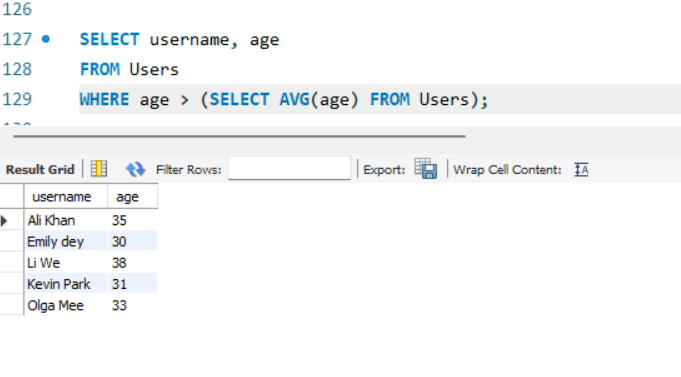 126
127 SELECT username, age
128 FROM Users
129 WHERE age > (SELECT AVG(age) FROM Users);
Result Grid Filter Rows: Export: Wrap Cell Content: IA
username age
Ali Khan 35
Emily dey 30
Li We 38
Kevin Park 31
Olga Mee 33